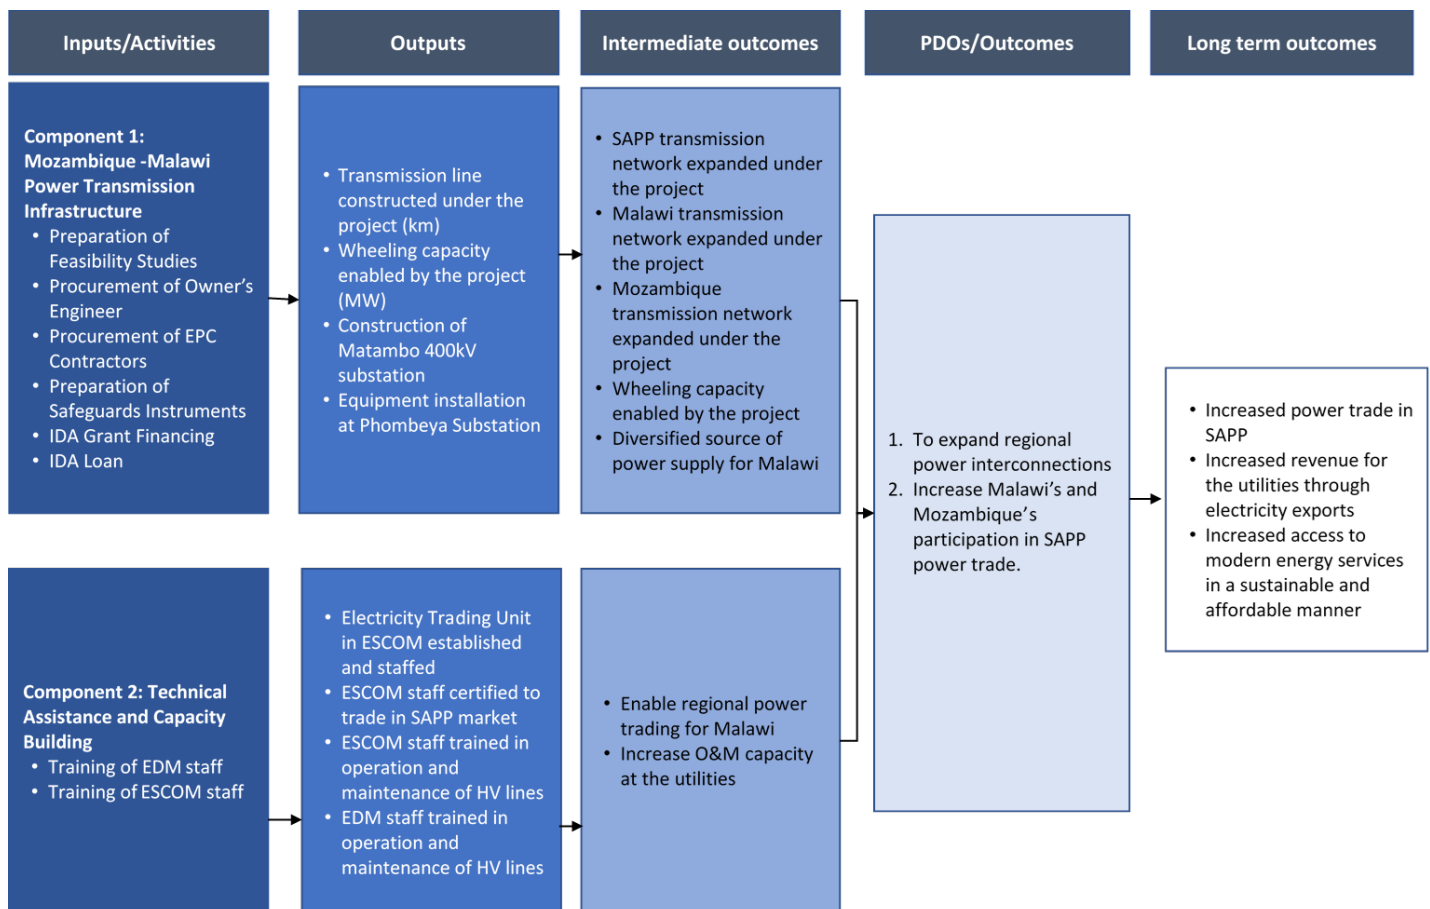 Inputs/Activities
Outputs
Intermediate outcomes
PDOs/Outcomes
Long term outcomes
Component 1:
Mozambique -Malawi
Power Transmission
Infrastructure
• Preparation of
Feasibility Studies
• Procurement of Owner's
Engineer
• Procurement of EPC
Contractors
• Preparation of
Safeguards Instruments
• IDA Grant Financing
• IDA Loan
• Transmission line
constructed under the
project (km)
• Wheeling capacity
enabled by the project
(MW)
• Construction of
Matambo 400kV
substation
• Equipment installation
at Phombeya Substation
• SAPP transmission
network expanded under
the project
• Malawi transmission
network expanded under
the project
• Mozambique
transmission network
expanded under the
project
• Wheeling capacity
enabled by the project
• Diversified source of
power supply for Malawi
Component 2: Technical
Assistance and Capacity
Building
• Training of EDM staff
• Training of ESCOM staff
• Electricity Trading Unit
in ESCOM established
and staffed
• ESCOM staff certified to
trade in SAPP market
• ESCOM staff trained in
operation and
maintenance of HV lines
• EDM staff trained in
operation and
maintenance of HV lines
• Enable regional power
trading for Malawi
• Increase O&M capacity
at the utilities
1. To expand regional
power interconnections
2. Increase Malawi's and
Mozambique's
participation in SAPP
power trade.
• Increased power trade in
SAPP
• Increased revenue for
the utilities through
electricity exports
• Increased access to
modern energy services
in a sustainable and
affordable manner